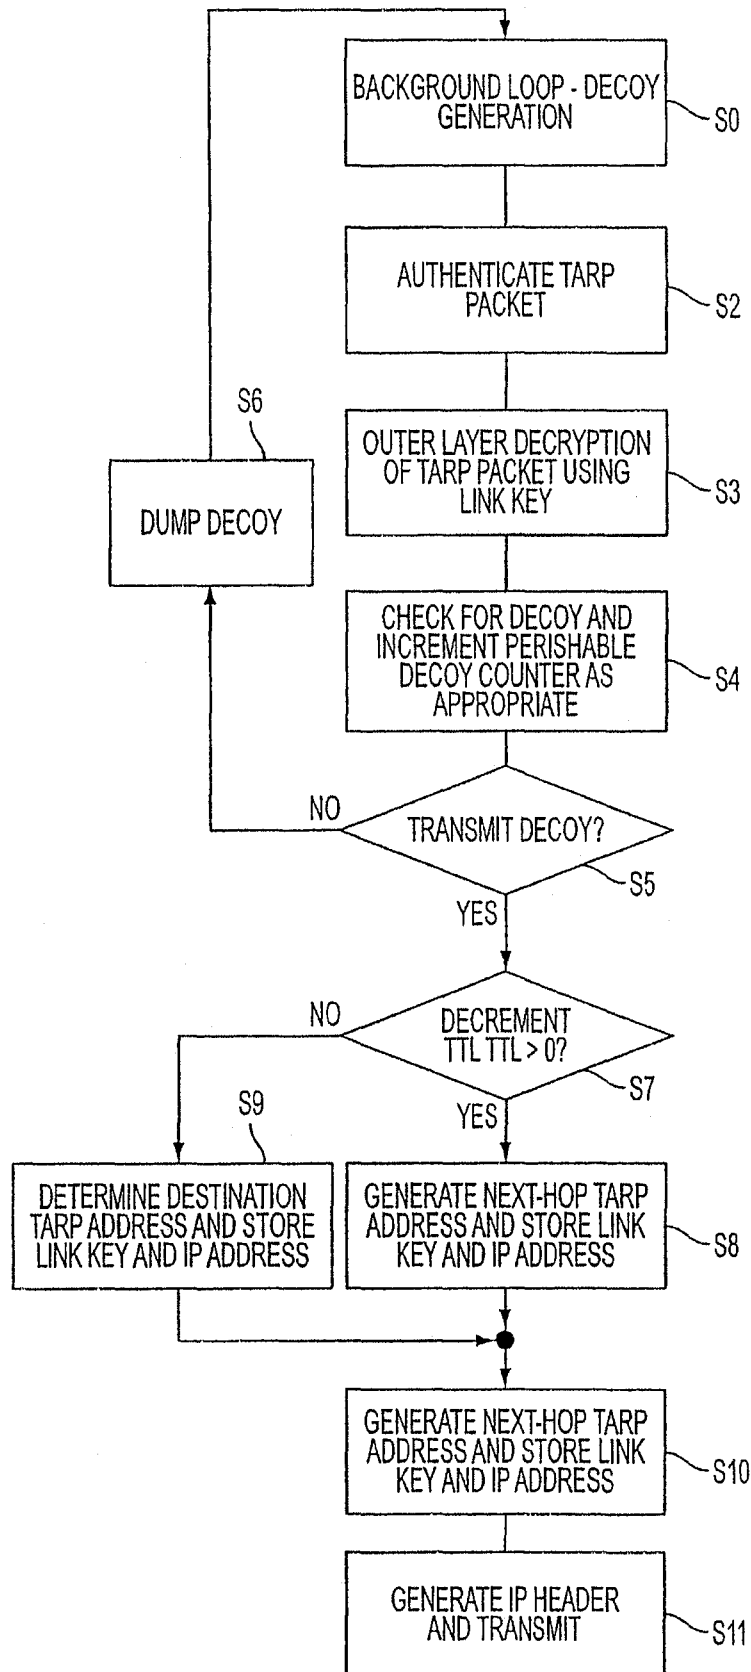 BACKGROUND LOOP - DECOY
GENERATION
S0
AUTHENTICATE TARP
PACKET
S2
OUTER LAYER DECRYPTION
OF TARP PACKET USING
LINK KEY
S3
S6
DUMP DECOY
CHECK FOR DECOY AND
INCREMENT PERISHABLE
DECOY COUNTER AS
APPROPRIATE
S4
NO
TRANSMIT DECOY?
S5
YES
NO
DECREMENT
TTL TTL > 0?
S7
YES
S9
DETERMINE DESTINATION
TARP ADDRESS AND STORE
LINK KEY AND IP ADDRESS
GENERATE NEXT-HOP TARP
ADDRESS AND STORE LINK
KEY AND IP ADDRESS
S8
GENERATE NEXT-HOP TARP
ADDRESS AND STORE LINK
KEY AND IP ADDRESS
S10
GENERATE IP HEADER
AND TRANSMIT
S11